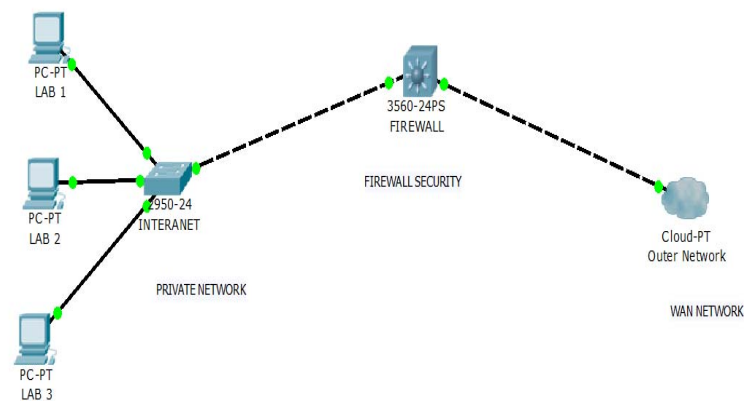 PC-PT
LAB 1
3560-24PS
FIREWALL
FIREWALL SECURITY
PC-PT
LAB 2
2950-24
INTERANET
Cloud-PT
Outer Network
PRIVATE NETWORK
WAN NETWORK
PC-PT
LAB 3